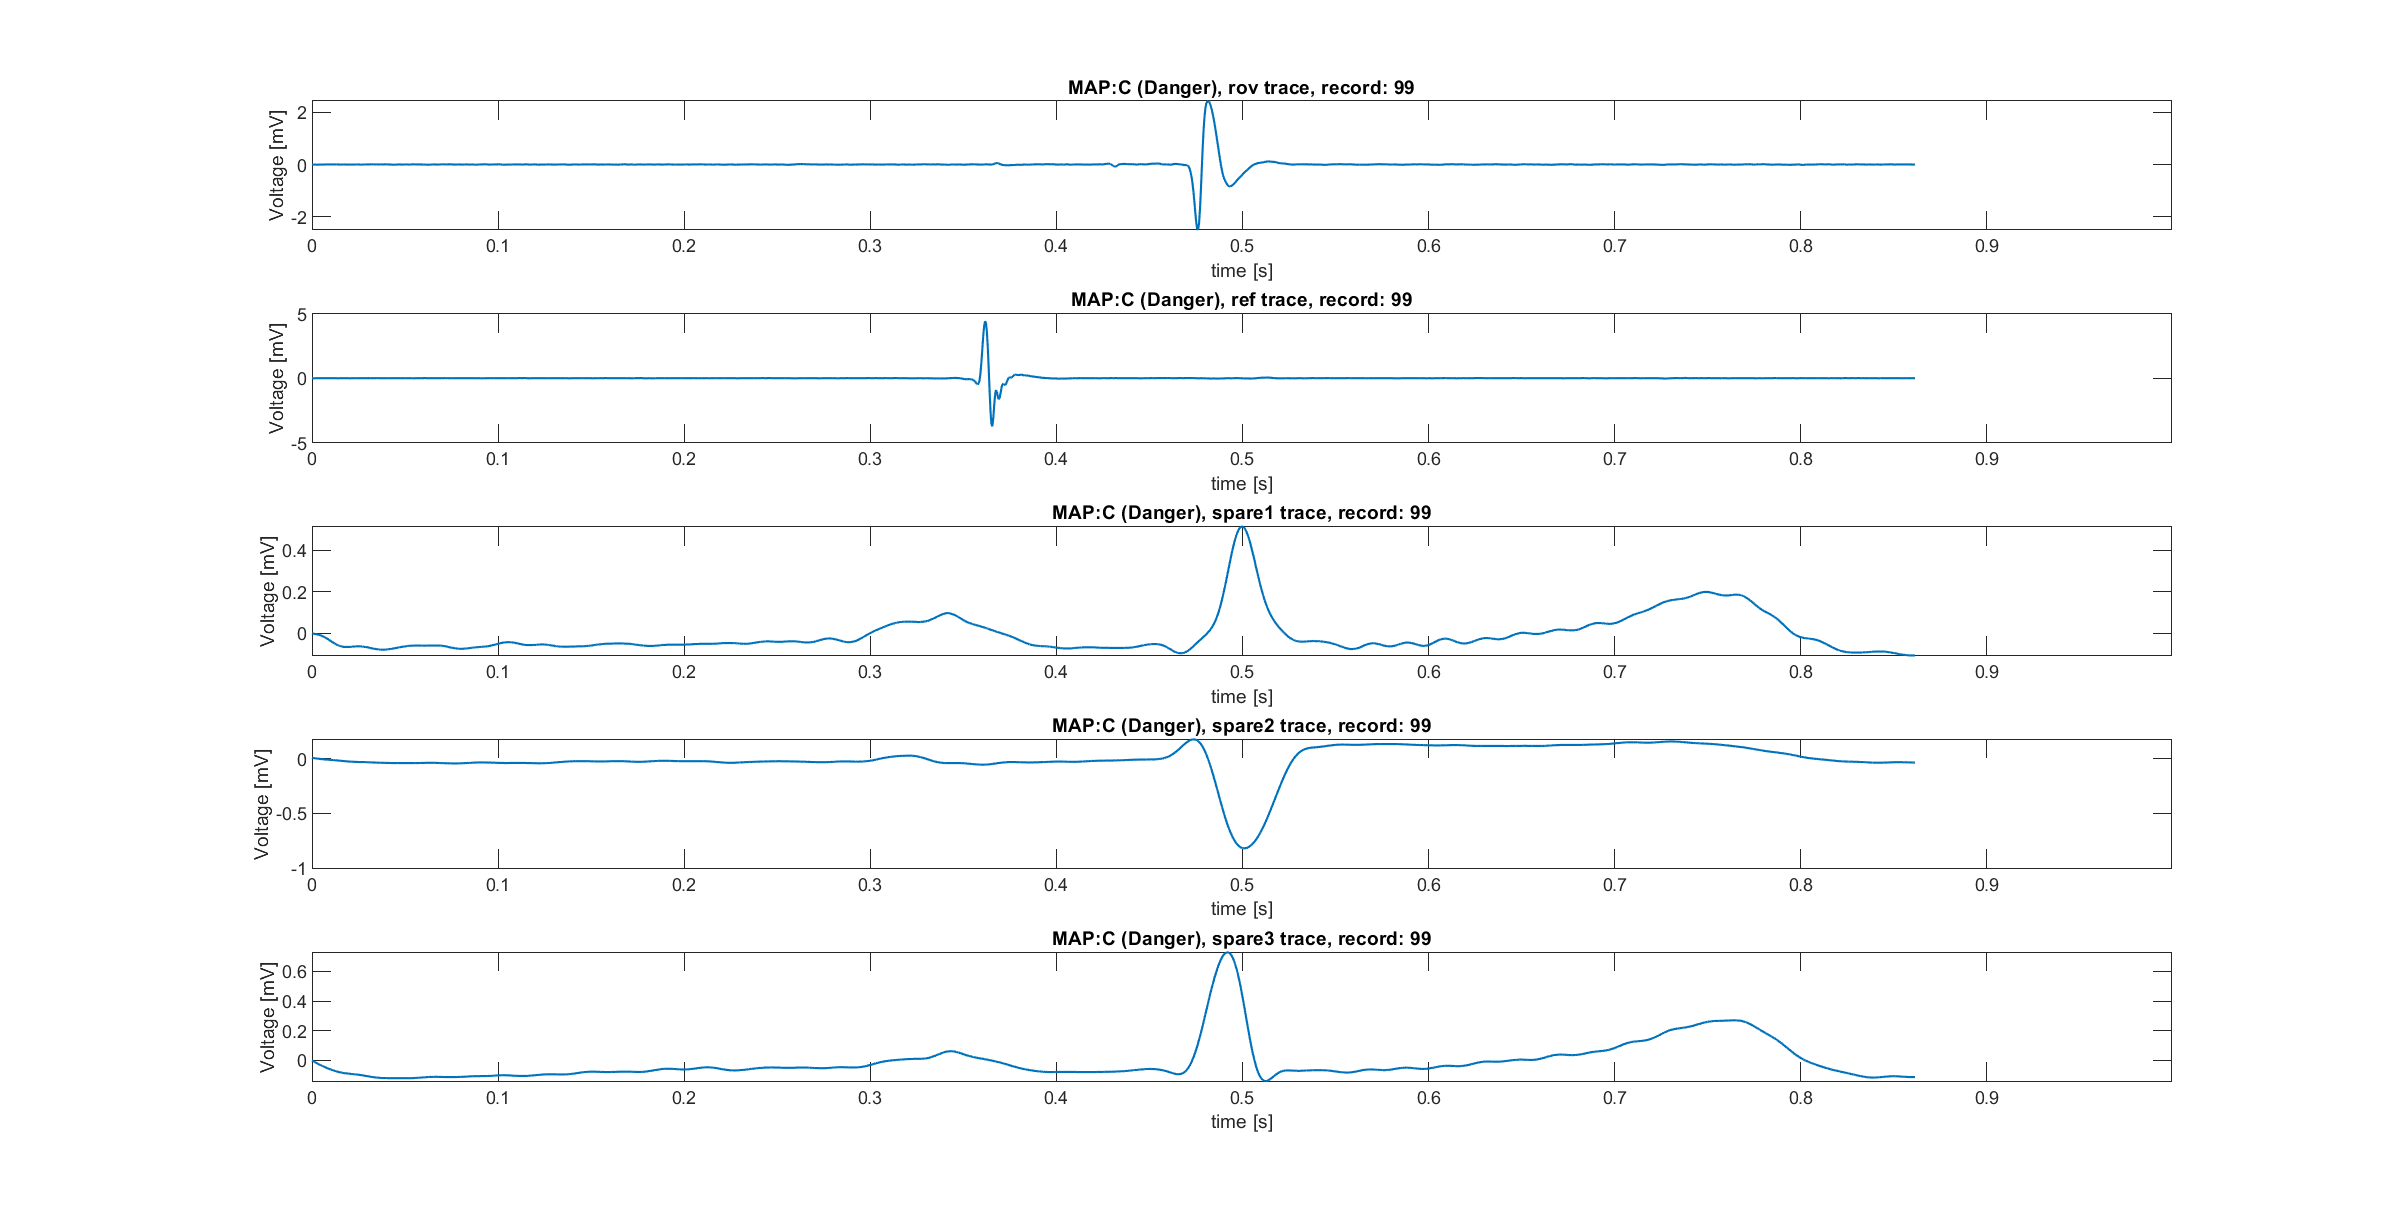 MAP:C (Danger), rov trace, record: 99
Voltage [mV]
2
0
-2
0 0.1 0.2 0.3 0.4 0.5 0.6 0.7 0.8 0.9
time [s]
MAP:C (Danger), ref trace, record: 99
Voltage [mV]
5
0
-5
0 0.1 0.2 0.3 0.4 0.5 0.6 0.7 0.8 0.9
time [s]
MAP:C (Danger), spare1 trace, record: 99
Voltage [mV]
0.4
0.2
0
0 0.1 0.2 0.3 0.4 0.5 0.6 0.7 0.8 0.9
time [s]
MAP:C (Danger), spare2 trace, record: 99
Voltage [mV]
0
-0.5
-1
0 0.1 0.2 0.3 0.4 0.5 0.6 0.7 0.8 0.9
time [s]
MAP:C (Danger), spare3 trace, record: 99
Voltage [mV]
0.6
0.4
0.2
0
0 0.1 0.2 0.3 0.4 0.5 0.6 0.7 0.8 0.9
time [s]